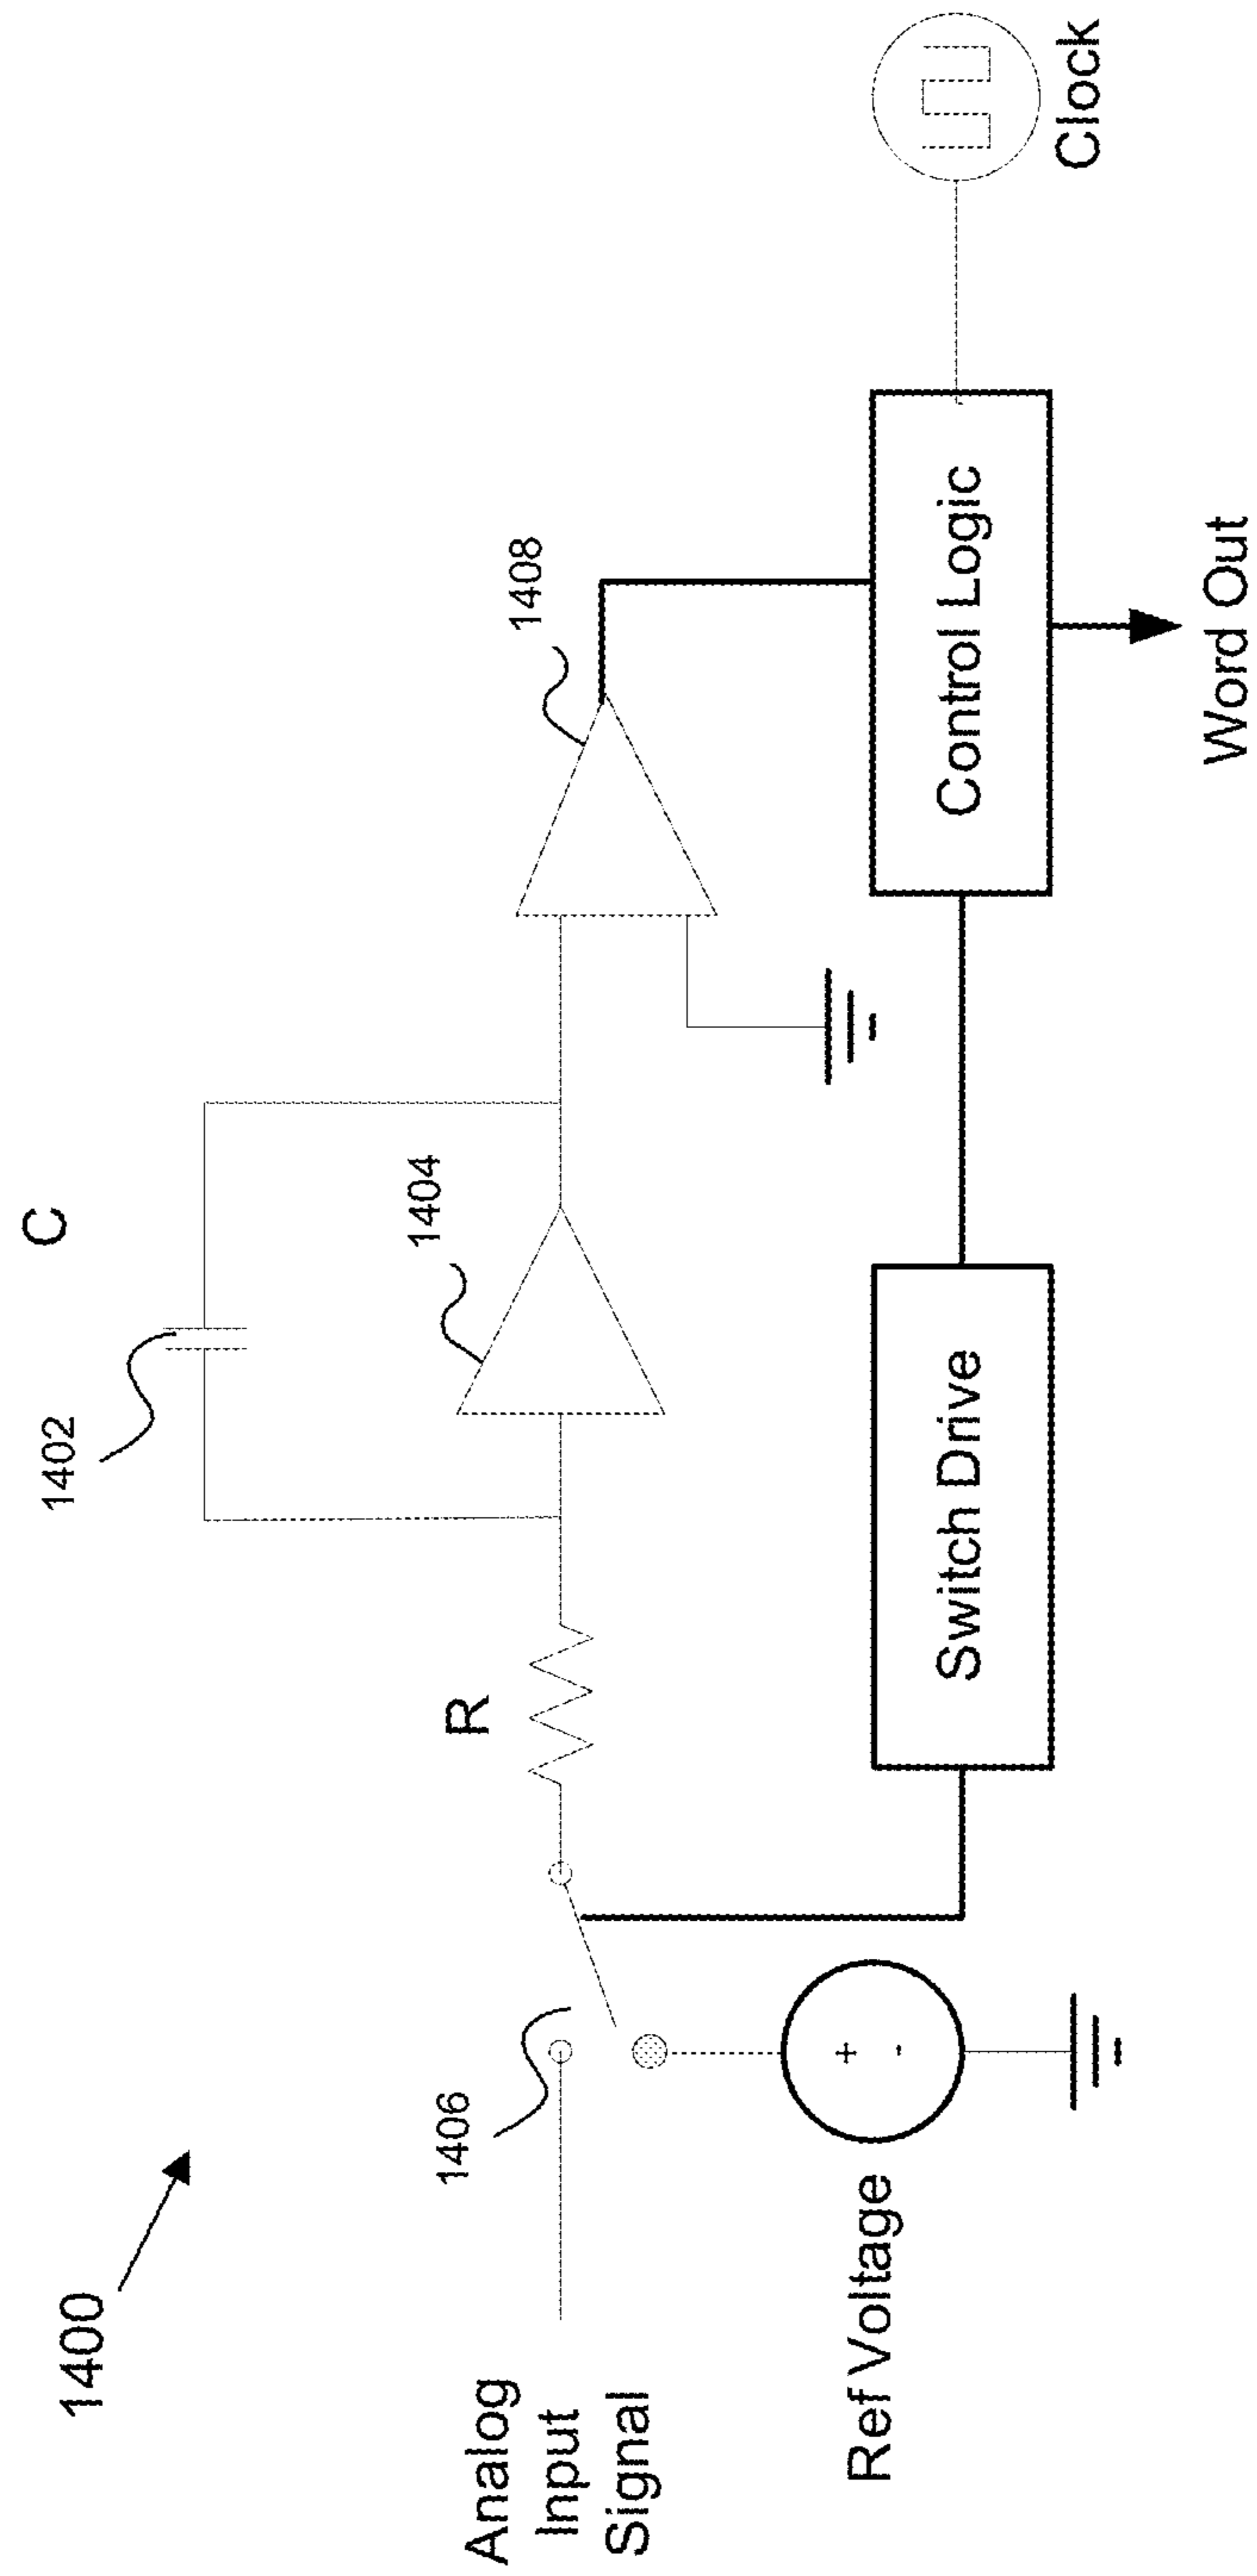 1400
C
1402
1404
1408
R
1406
Analog
Input
Signal
+
-
Ref Voltage
Switch Drive
Control Logic
Clock
Word Out